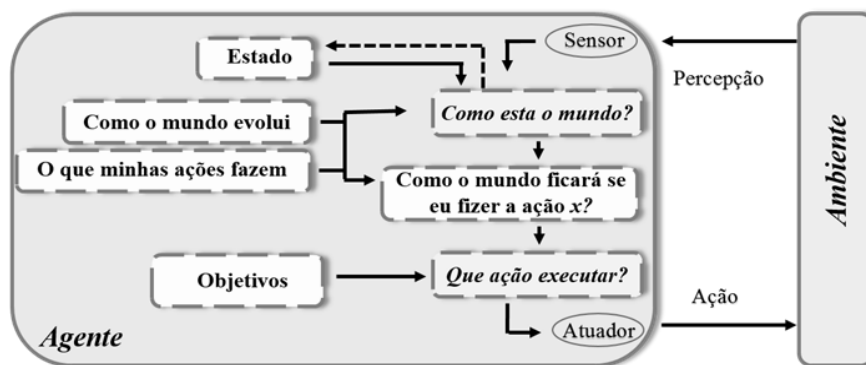 Sensor
Estado
Percepção
Como o mundo evolui
Como esta o mundo?
O que minhas ações fazem
Como o mundo ficará se
eu fizer a ação x?
Objetivos
Que ação executar?
Ação
Agente
Atuador
Ambiente